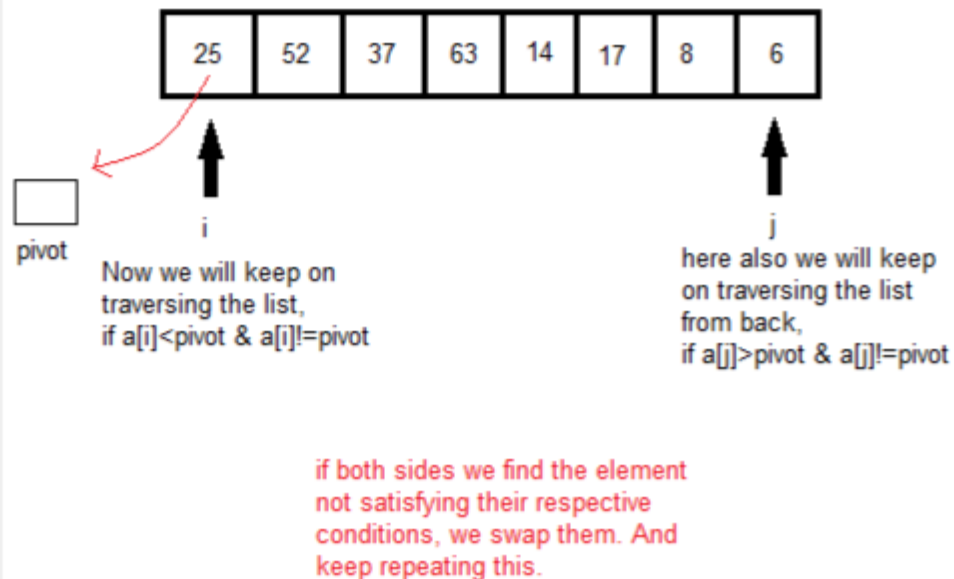 25 52 37 63 14 17 8 6
i
j
pivot
Now we will keep on
traversing the list,
if a[i]<pivot & a[i]!=pivot
here also we will keep
on traversing the list
from back,
if a[j]>pivot & a[j]!=pivot
if both sides we find the element
not satisfying their respective
conditions, we swap them. And
keep repeating this.